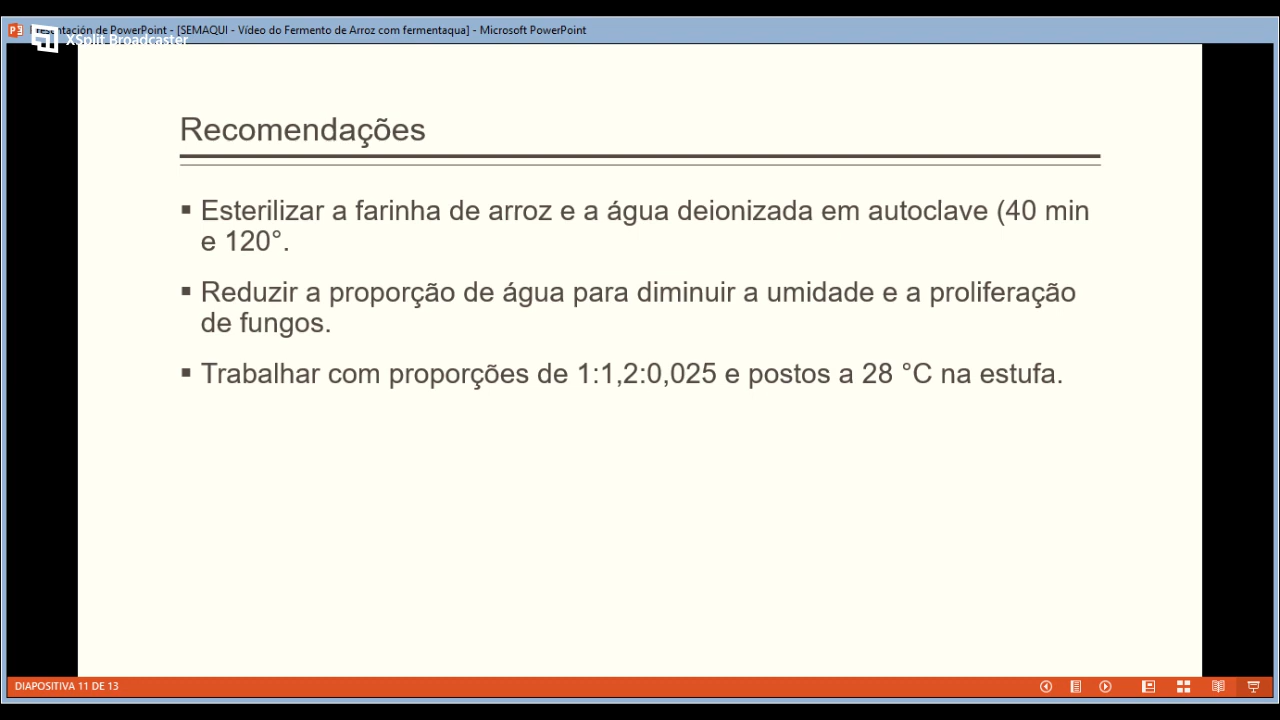 Presentación de PowerPoint - [SEMAQUI - Vídeo do Fermento de Arroz com fermentaqua] - Microsoft PowerPoint
XSplit Broadcaster
Recomendações
▪ Esterilizar a farinha de arroz e a água deionizada em autoclave (40 min
e 120°.
▪ Reduzir a proporção de água para diminuir a umidade e a proliferação
de fungos.
▪ Trabalhar com proporções de 1:1,2:0,025 e postos a 28 °C na estufa.
DIAPOSITIVA 11 DE 13